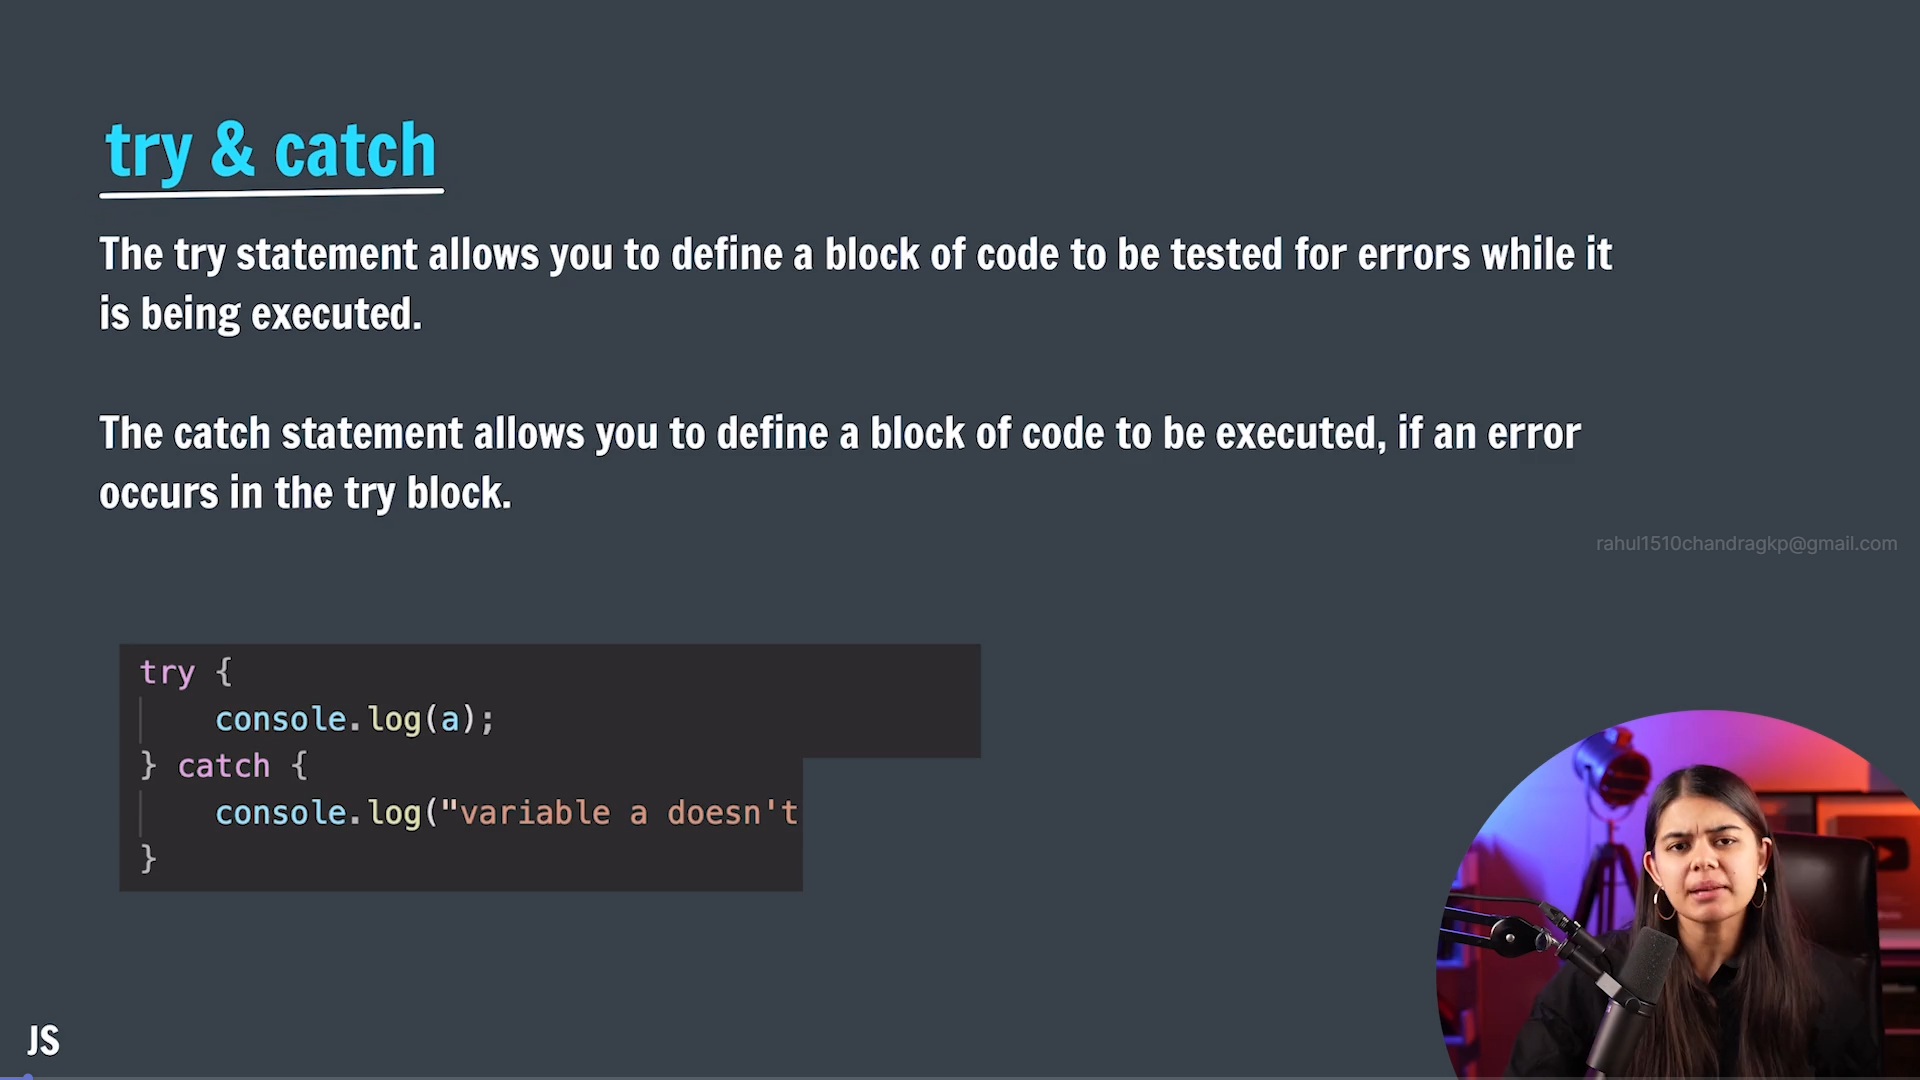 try & catch
The try statement allows you to define a block of code to be tested for errors while it
is being executed.
The catch statement allows you to define a block of code to be executed, if an error
occurs in the try block.
rahul1510chandragkp@gmail.com
try {
console.log(a);
} catch {
console.log("variable a doesn't
}
JS